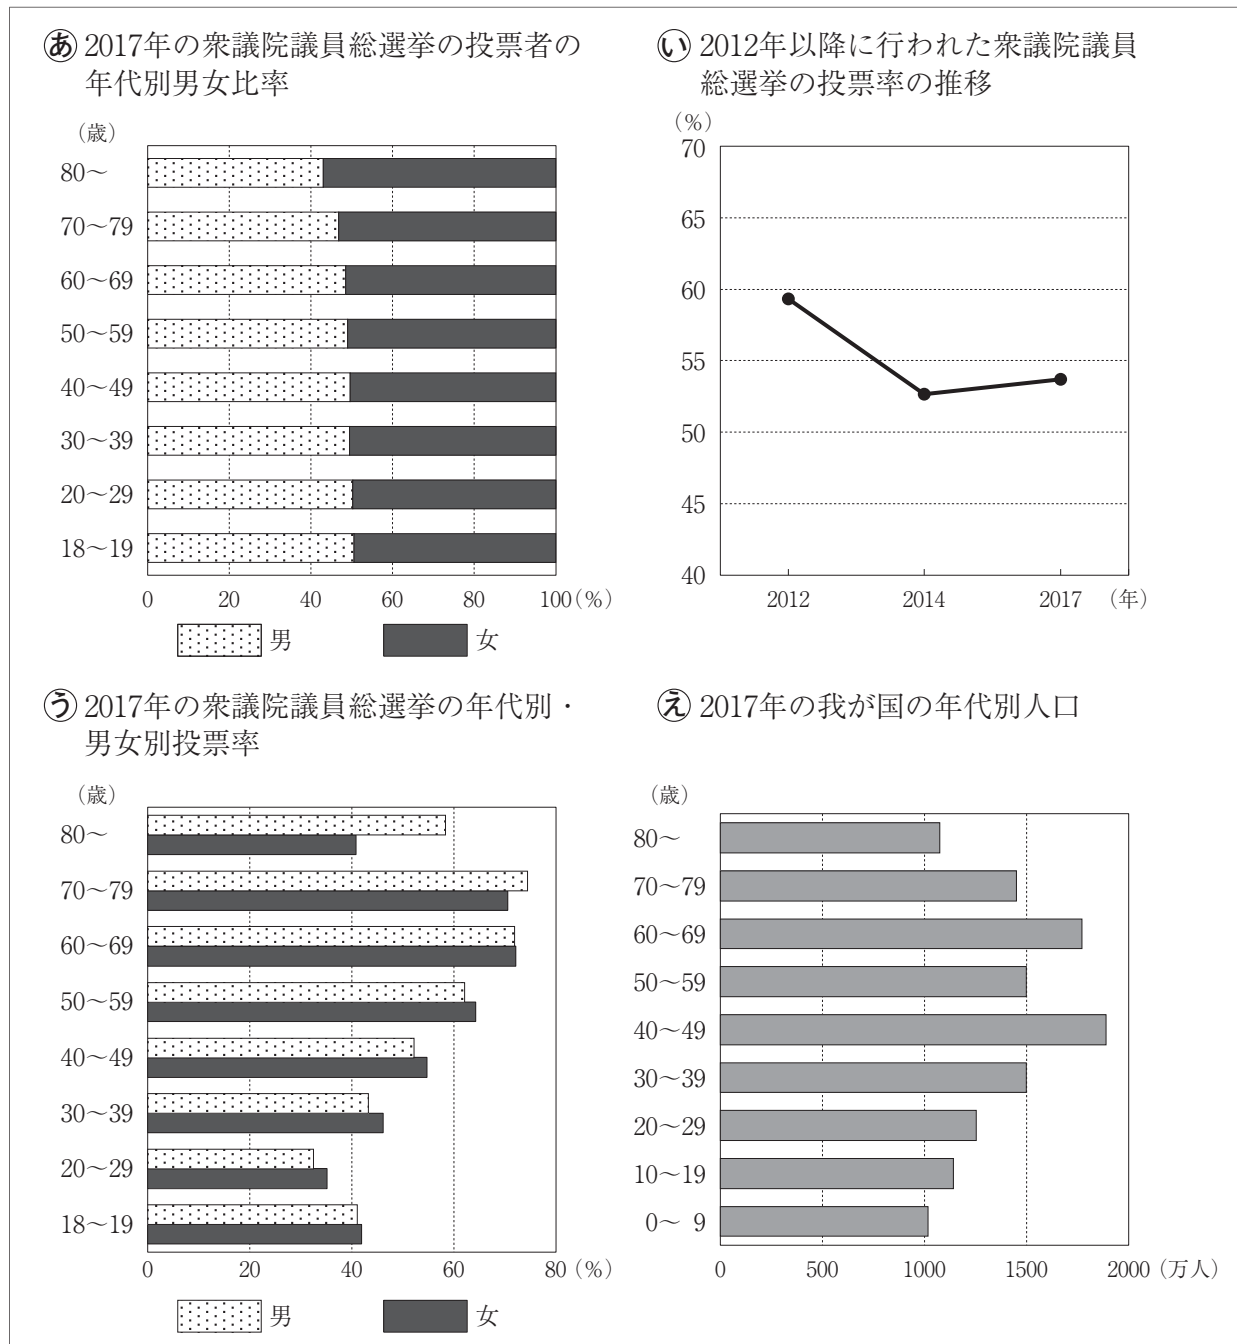 あ 2017年の衆議院議員総選挙の投票者の
年代別男女比率
（歳）
80～
70～79
60～69
50～59
40～49
30～39
20～29
18～19
0 20 40 60 80 100（%）
男 女
い 2012年以降に行われた衆議院議員
総選挙の投票率の推移
（%）
70
65
60
55
50
45
40
2012 2014 2017 （年）
う 2017年の衆議院議員総選挙の年代別・
男女別投票率
（歳）
80～
70～79
60～69
50～59
40～49
30～39
20～29
18～19
0 20 40 60 80（%）
男 女
え 2017年の我が国の年代別人口
（歳）
80～
70～79
60～69
50～59
40～49
30～39
20～29
10～19
0～ 9
0 500 1000 1500 2000（万人）